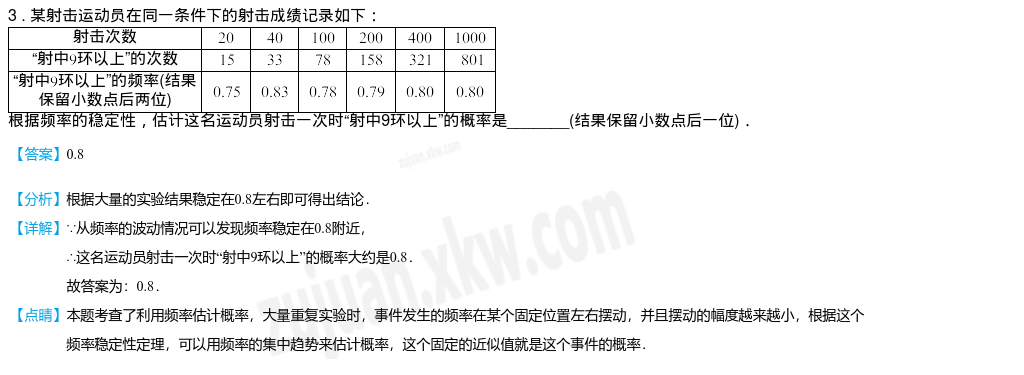 3．某射击运动员在同一条件下的射击成绩记录如下：
射击次数 20 40 100 200 400 1000
“射中9环以上”的次数 15 33 78 158 321 801
“射中9环以上”的频率(结果
保留小数点后两位) 0.75 0.83 0.78 0.79 0.80 0.80
根据频率的稳定性，估计这名运动员射击一次时“射中9环以上”的概率是_______(结果保留小数点后一位)．
【答案】0.8
【分析】根据大量的实验结果稳定在0.8左右即可得出结论．
【详解】∵从频率的波动情况可以发现频率稳定在0.8附近，
∴这名运动员射击一次时“射中9环以上”的概率大约是0.8．
故答案为：0.8．
【点睛】本题考查了利用频率估计概率，大量重复实验时，事件发生的频率在某个固定位置左右摆动，并且摆动的幅度越来越小，根据这个
频率稳定性定理，可以用频率的集中趋势来估计概率，这个固定的近似值就是这个事件的概率．
zujuan.xkw.com
zujuan.xkw.com